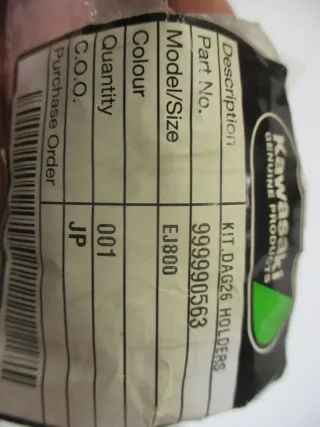 Kawasaki
GENUINE PRODUCTS
Description KIT,DAG26 HOLDERS
Part No. 999990563
Model/Size EJ800
Colour
Quantity 001
C.O.O. JP
Purchase Order